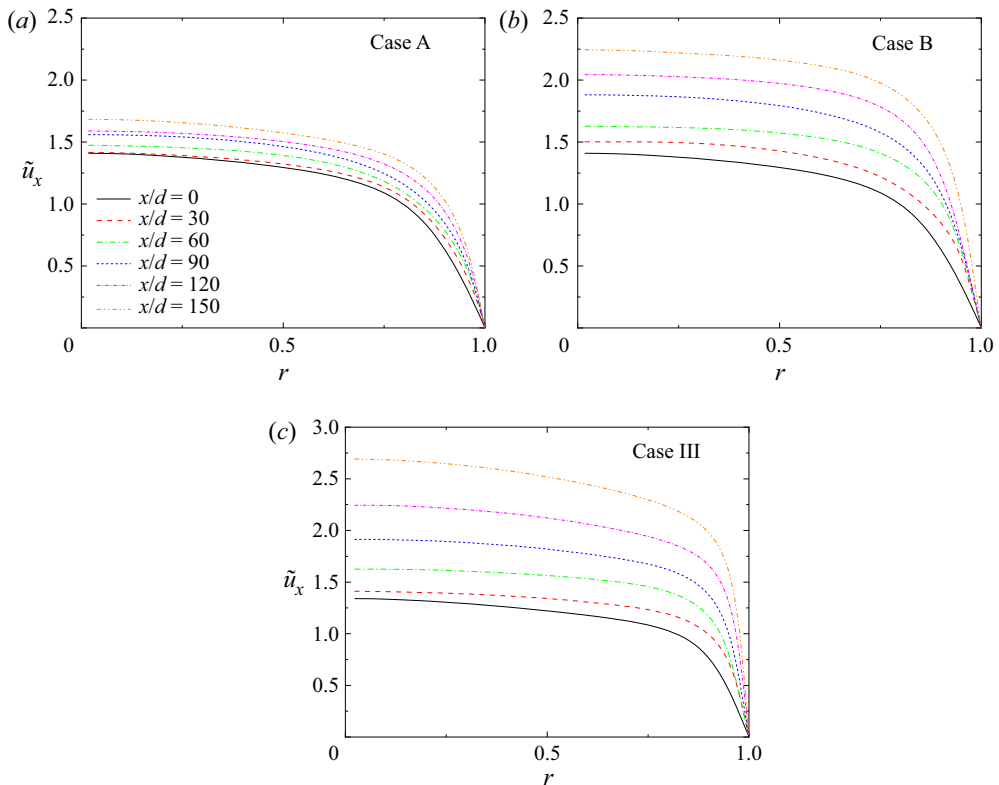 (a)
2.5
2.0
1.5
1.0
0.5
0
0.5
1.0
ũx
r
Case A
x/d = 0
x/d = 30
x/d = 60
x/d = 90
x/d = 120
x/d = 150
(b)
2.5
2.0
1.5
1.0
0.5
0
0.5
1.0
r
Case B
(c)
3.0
2.5
2.0
1.5
1.0
0.5
0
0.5
1.0
ũx
r
Case III